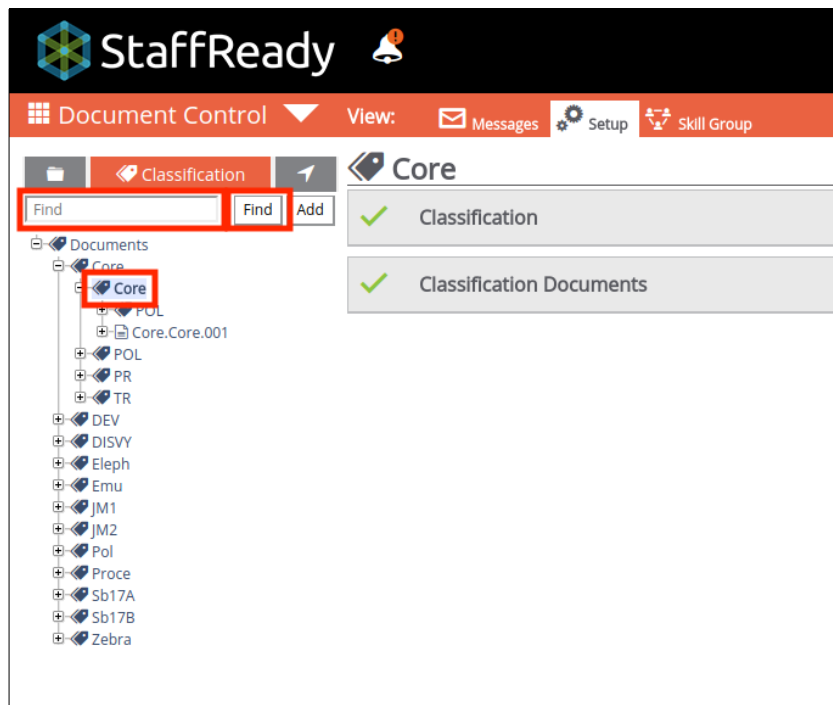 StaffReady
Document Control View: Messages Setup Skill Group
Classification
Core
Find Find Add
Classification
Documents
Core
Core
Classification Documents
POL
Core.Core.001
POL
PR
TR
DEV
DISVY
Eleph
Emu
JM1
JM2
Pol
Proce
Sb17A
Sb17B
Zebra